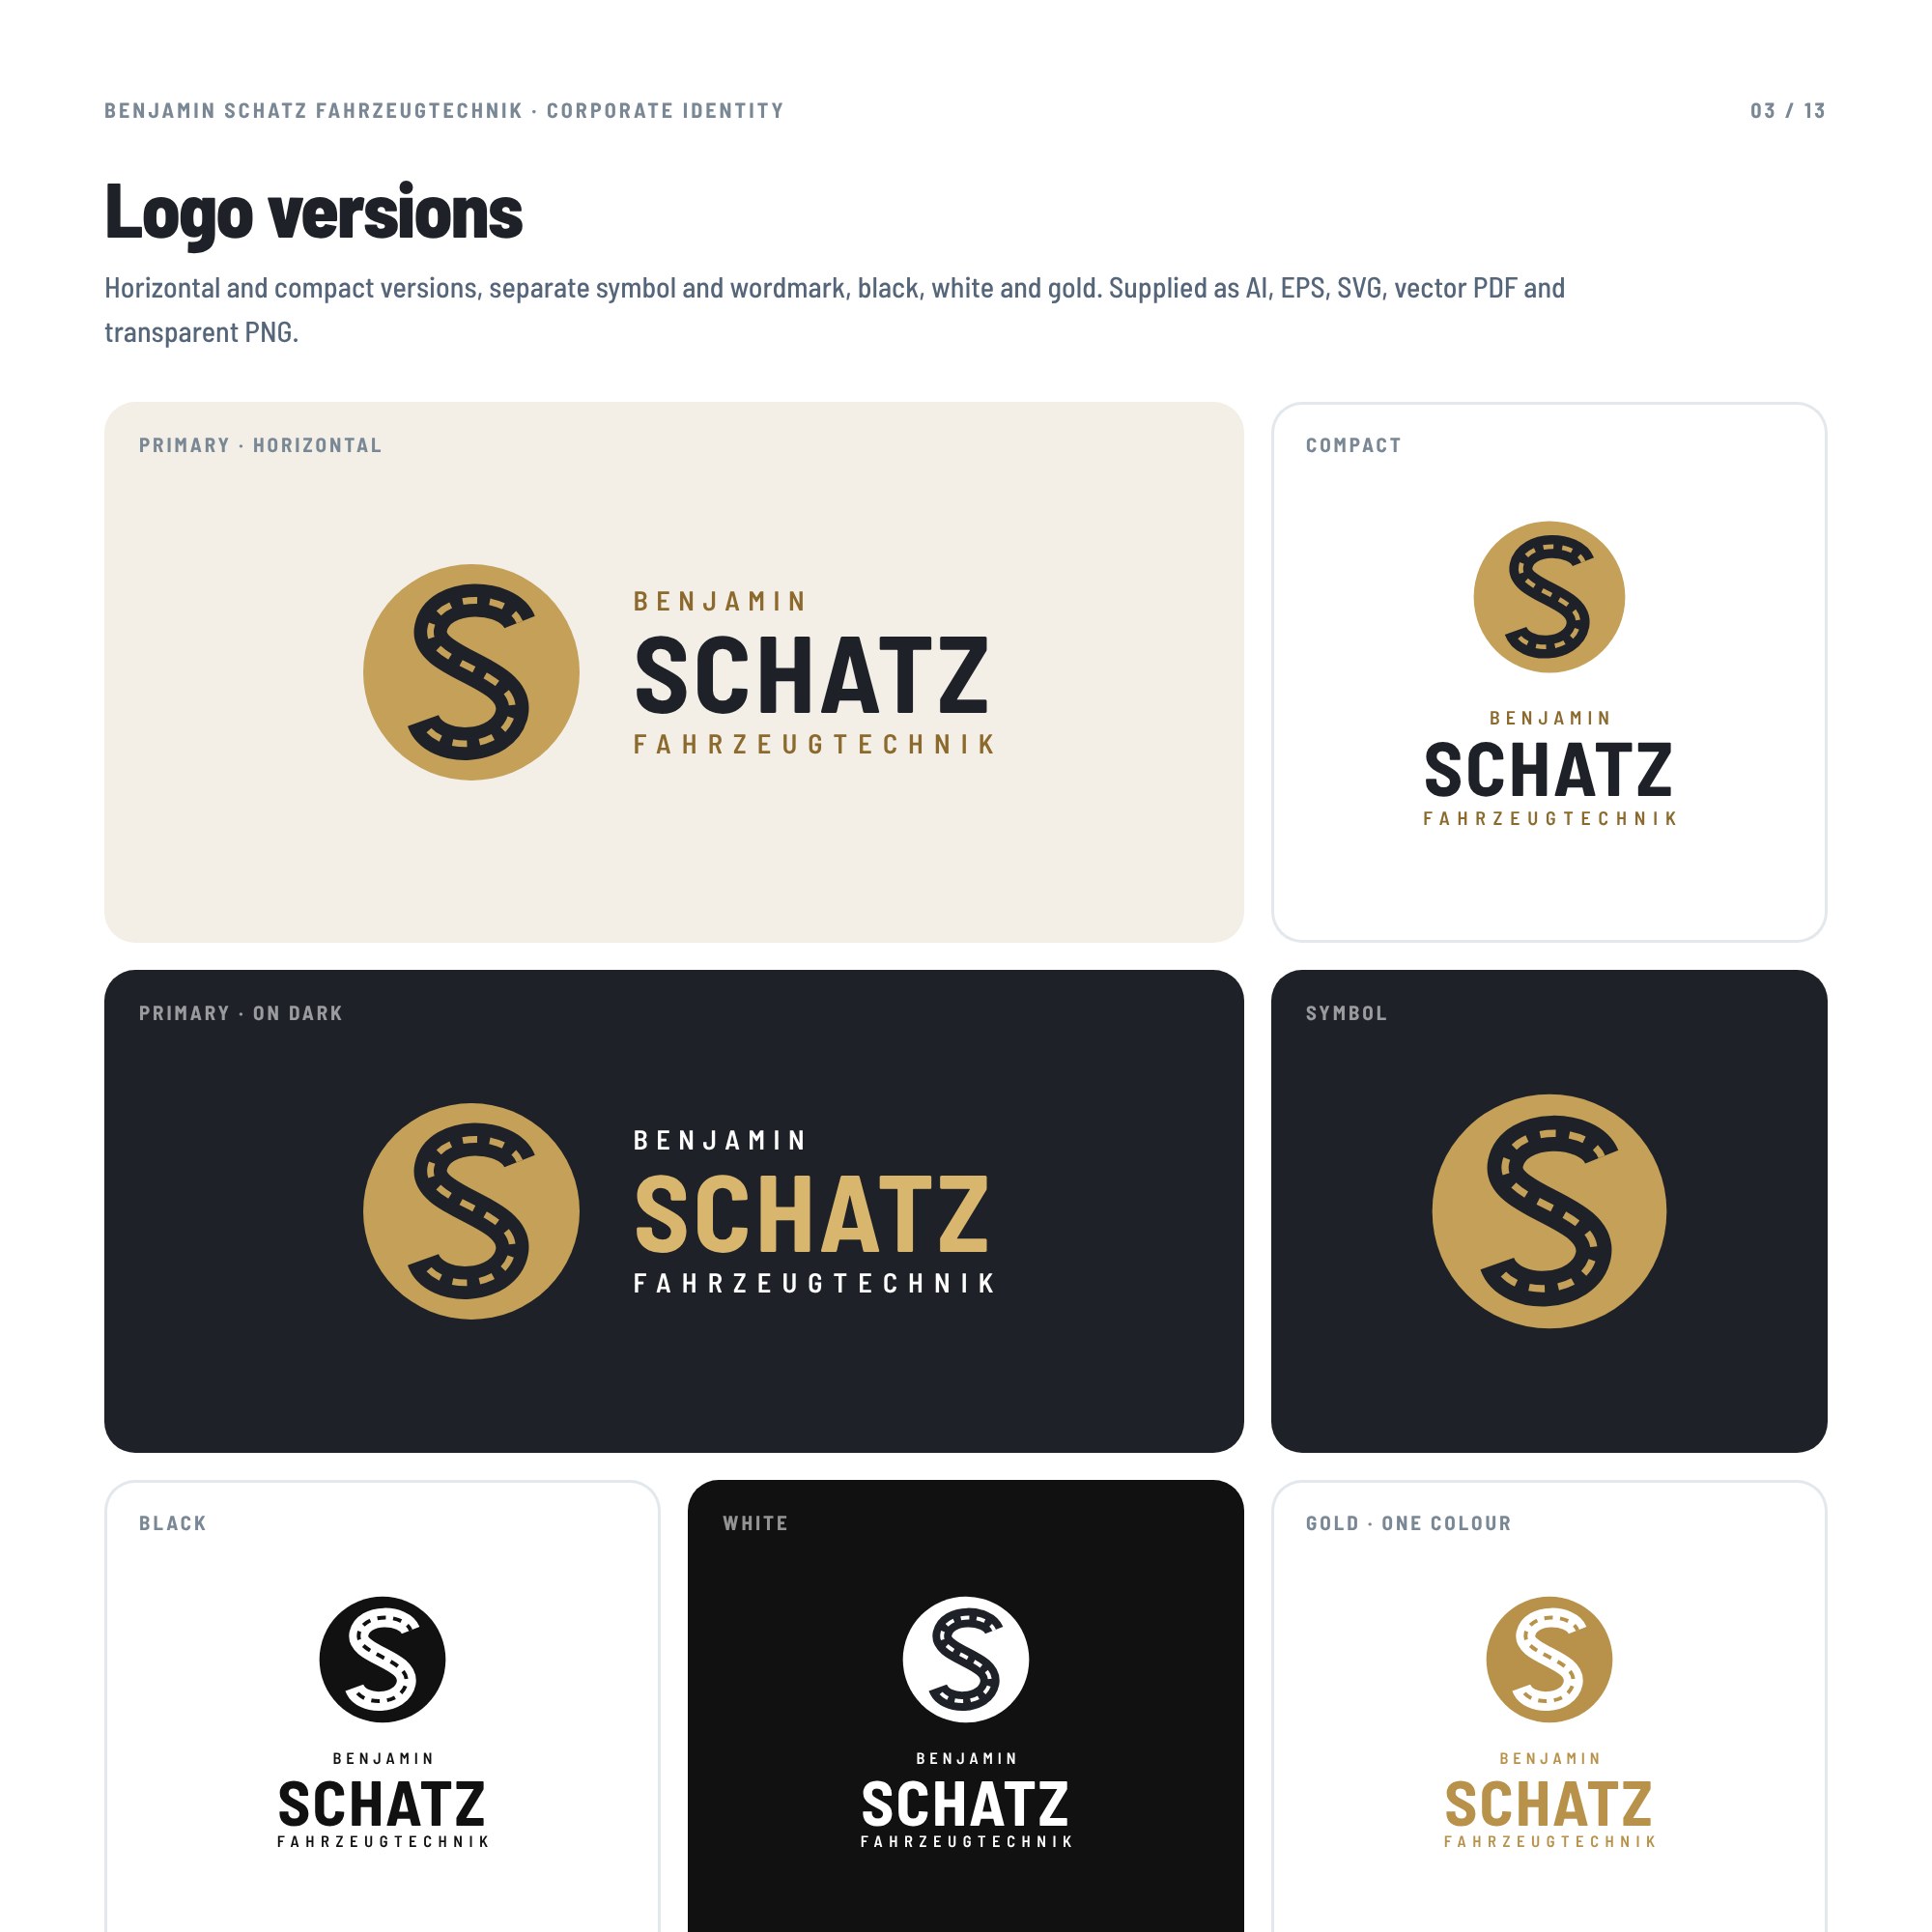 BENJAMIN SCHATZ FAHRZEUGTECHNIK · CORPORATE IDENTITY
03 / 13
Logo versions
Horizontal and compact versions, separate symbol and wordmark, black, white and gold. Supplied as AI, EPS, SVG, vector PDF and
transparent PNG.
PRIMARY · HORIZONTAL
S
BENJAMIN
SCHATZ
FAHRZEUGTECHNIK
COMPACT
S
BENJAMIN
SCHATZ
FAHRZEUGTECHNIK
PRIMARY · ON DARK
S
BENJAMIN
SCHATZ
FAHRZEUGTECHNIK
SYMBOL
S
BLACK
S
BENJAMIN
SCHATZ
FAHRZEUGTECHNIK
WHITE
S
BENJAMIN
SCHATZ
FAHRZEUGTECHNIK
GOLD · ONE COLOUR
S
BENJAMIN
SCHATZ
FAHRZEUGTECHNIK